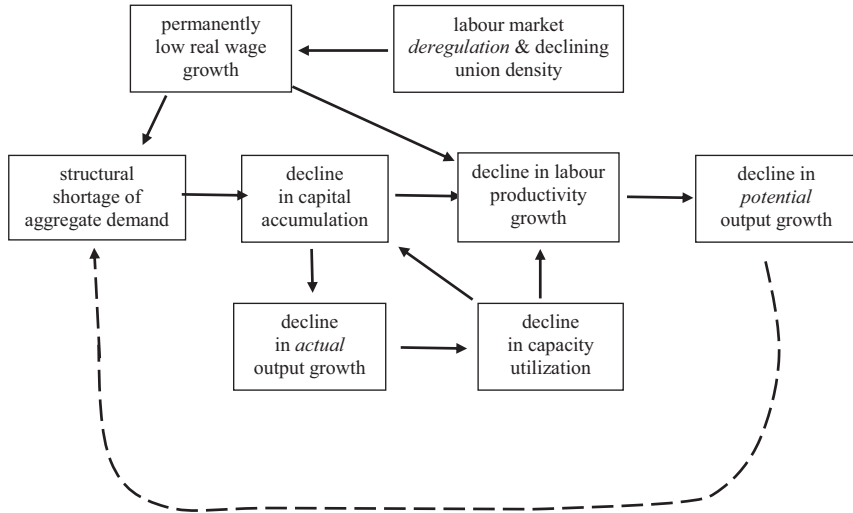 permanently
low real wage
growth
labour market
deregulation & declining
union density
structural
shortage of
aggregate demand
decline
in capital
accumulation
decline in labour
productivity
growth
decline in
potential
output growth
decline
in actual
output growth
decline
in capacity
utilization